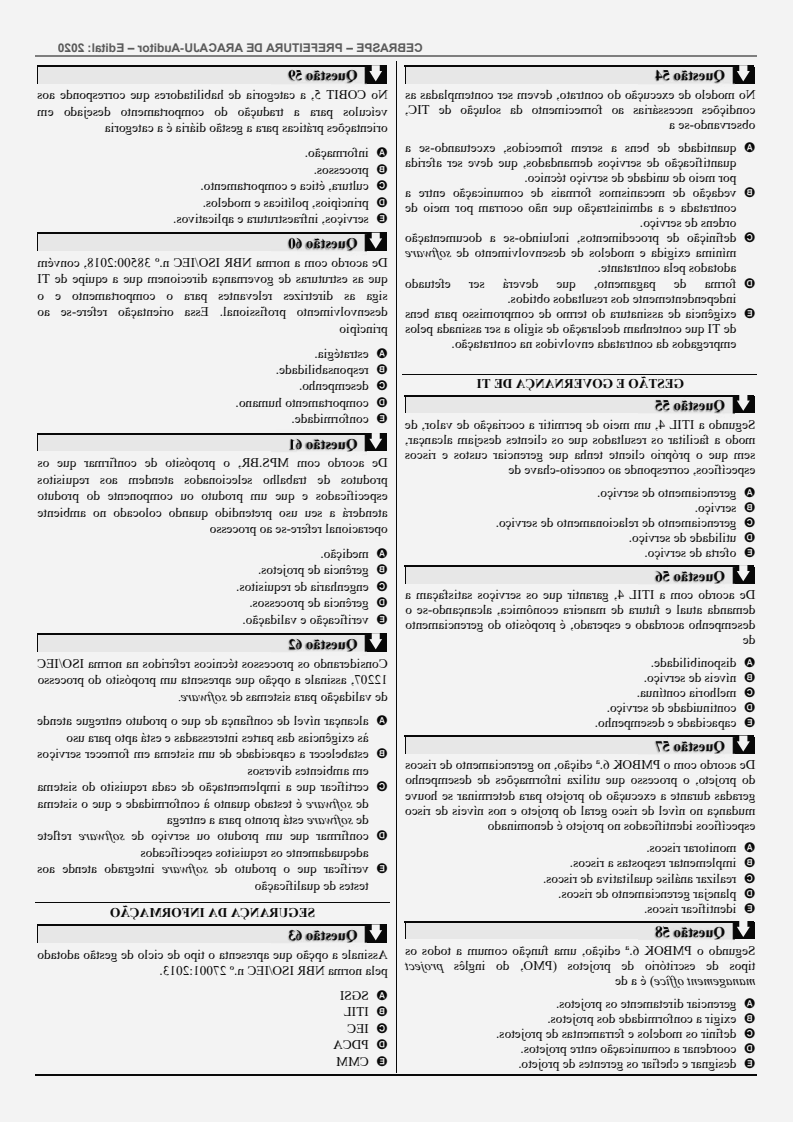 CEBRASPE – PREFEITURA DE ARACAJU-Auditor – Edital: 2020
Questão 54
No modelo de execução do contrato, devem ser contempladas as
condições necessárias ao fornecimento da solução de TIC,
observando-se a
A quantidade de bens a serem fornecidos, excetuando-se a
quantificação de serviços demandados, que deve ser aferida
por meio de unidade de serviço técnico.
B vedação de mecanismos formais de comunicação entre a
contratada e a administração que não ocorram por meio de
ordens de serviço.
C definição de procedimentos, incluindo-se a documentação
mínima exigida e modelos de desenvolvimento de software
adotados pela contratante.
D forma de pagamento, que deverá ser efetuado
independentemente dos resultados obtidos.
E exigência de assinatura do termo de compromisso para bens
de TI que contenham declaração de sigilo a ser assinada pelos
empregados da contratada envolvidos na contratação.
GESTÃO E GOVERNANÇA DE TI
Questão 55
Segundo a ITIL 4, um meio de permitir a cocriação de valor, de
modo a facilitar os resultados que os clientes desejam alcançar,
sem que o próprio cliente tenha que gerenciar custos e riscos
específicos, corresponde ao conceito-chave de
A gerenciamento de serviço.
B serviço.
C gerenciamento de relacionamento de serviço.
D utilidade de serviço.
E oferta de serviço.
Questão 56
De acordo com a ITIL 4, garantir que os serviços satisfaçam a
demanda atual e futura de maneira econômica, alcançando-se o
desempenho acordado e esperado, é propósito do gerenciamento
de
A disponibilidade.
B níveis de serviço.
C melhoria contínua.
D continuidade de serviço.
E capacidade e desempenho.
Questão 57
De acordo com o PMBOK 6.ª edição, no gerenciamento de riscos
do projeto, o processo que utiliza informações de desempenho
geradas durante a execução do projeto para determinar se houve
mudança no nível de risco geral do projeto e nos níveis de risco
específicos identificados no projeto é denominado
A monitorar riscos.
B implementar respostas a riscos.
C realizar análise qualitativa de riscos.
D planejar gerenciamento de riscos.
E identificar riscos.
Questão 58
Segundo o PMBOK 6.ª edição, uma função comum a todos os
tipos de escritório de projetos (PMO, do inglês project
management office) é a de
A gerenciar diretamente os projetos.
B exigir a conformidade dos projetos.
C definir os modelos e ferramentas de projetos.
D coordenar a comunicação entre projetos.
E designar e chefiar os gerentes de projeto.
Questão 59
No COBIT 5, a categoria de habilitadores que corresponde aos
veículos para a tradução do comportamento desejado em
orientações práticas para a gestão diária é a categoria
A informação.
B processos.
C cultura, ética e comportamento.
D princípios, políticas e modelos.
E serviços, infraestrutura e aplicativos.
Questão 60
De acordo com a norma NBR ISO/IEC n.º 38500:2018, convém
que as estruturas de governança direcionem que a equipe de TI
siga as diretrizes relevantes para o comportamento e o
desenvolvimento profissional. Essa orientação refere-se ao
princípio
A estratégia.
B responsabilidade.
C desempenho.
D comportamento humano.
E conformidade.
Questão 61
De acordo com MPS.BR, o propósito de confirmar que os
produtos de trabalho selecionados atendem aos requisitos
especificados e que um produto ou componente do produto
atenderá a seu uso pretendido quando colocado no ambiente
operacional refere-se ao processo
A medição.
B gerência de projetos.
C engenharia de requisitos.
D gerência de processos.
E verificação e validação.
Questão 62
Considerando os processos técnicos referidos na norma ISO/IEC
12207, assinale a opção que apresenta um propósito do processo
de validação para sistemas de software.
A alcançar nível de confiança de que o produto entregue atende
às exigências das partes interessadas e está apto para uso
B estabelecer a capacidade de um sistema em fornecer serviços
em ambientes diversos
C certificar que a implementação de cada requisito do sistema
de software é testado quanto à conformidade e que o sistema
de software está pronto para a entrega
D confirmar que um produto ou serviço de software reflete
adequadamente os requisitos especificados
E verificar que o produto de software integrado atende aos
testes de qualificação
SEGURANÇA DA INFORMAÇÃO
Questão 63
Assinale a opção que apresenta o tipo de ciclo de gestão adotado
pela norma NBR ISO/IEC n.º 27001:2013.
A SGSI
B ITIL
C IEC
D PDCA
E CMM